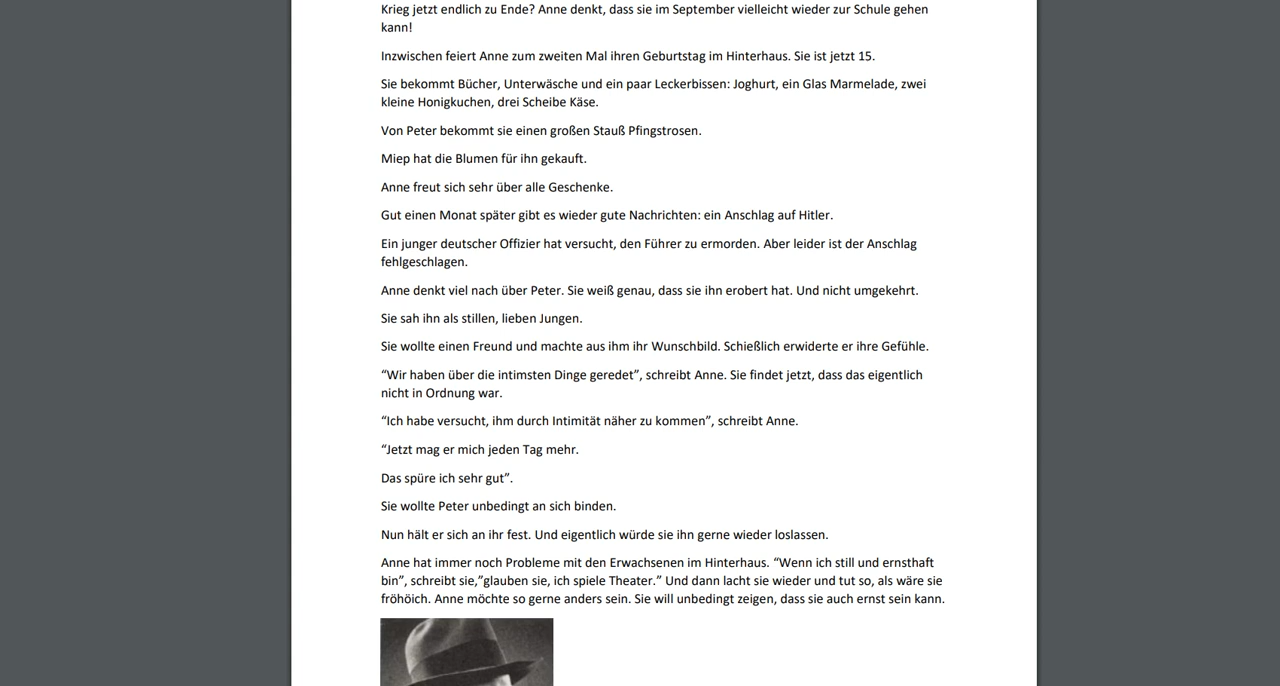 Krieg jetzt endlich zu Ende? Anne denkt, dass sie im September vielleicht wieder zur Schule gehen
kann!
Inzwischen feiert Anne zum zweiten Mal ihren Geburtstag im Hinterhaus. Sie ist jetzt 15.
Sie bekommt Bücher, Unterwäsche und ein paar Leckerbissen: Joghurt, ein Glas Marmelade, zwei
kleine Honigkuchen, drei Scheibe Käse.
Von Peter bekommt sie einen großen Stauß Pfingstrosen.
Miep hat die Blumen für ihn gekauft.
Anne freut sich sehr über alle Geschenke.
Gut einen Monat später gibt es wieder gute Nachrichten: ein Anschlag auf Hitler.
Ein junger deutscher Offizier hat versucht, den Führer zu ermorden. Aber leider ist der Anschlag
fehlgeschlagen.
Anne denkt viel nach über Peter. Sie weiß genau, dass sie ihn erobert hat. Und nicht umgekehrt.
Sie sah ihn als stillen, lieben Jungen.
Sie wollte einen Freund und machte aus ihm ihr Wunschbild. Schießlich erwiderte er ihre Gefühle.
“Wir haben über die intimsten Dinge geredet”, schreibt Anne. Sie findet jetzt, dass das eigentlich
nicht in Ordnung war.
“Ich habe versucht, ihm durch Intimität näher zu kommen”, schreibt Anne.
“Jetzt mag er mich jeden Tag mehr.
Das spüre ich sehr gut”.
Sie wollte Peter unbedingt an sich binden.
Nun hält er sich an ihr fest. Und eigentlich würde sie ihn gerne wieder loslassen.
Anne hat immer noch Probleme mit den Erwachsenen im Hinterhaus. “Wenn ich still und ernsthaft
bin”, schreibt sie,”glauben sie, ich spiele Theater.” Und dann lacht sie wieder und tut so, als wäre sie
fröhöich. Anne möchte so gerne anders sein. Sie will unbedingt zeigen, dass sie auch ernst sein kann.